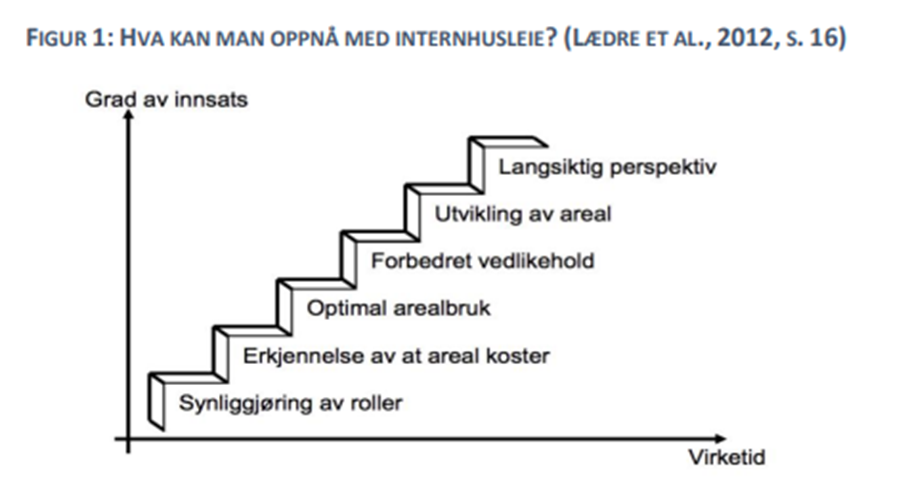 FIGUR 1: HVA KAN MAN OPPNÅ MED INTERNHUSLEIE? (LÆDRE ET AL., 2012, S. 16)
Grad av innsats
Langsiktig perspektiv
Utvikling av areal
Forbedret vedlikehold
Optimal arealbruk
Erkjennelse av at areal koster
Synliggjøring av roller
Virketid